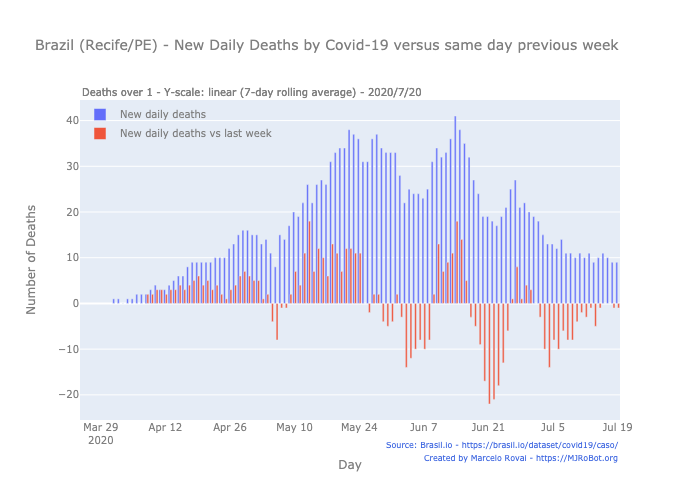 Brazil (Recife/PE) - New Daily Deaths by Covid-19 versus same day previous week
Deaths over 1 - Y-scale: linear (7-day rolling average) - 2020/7/20
New daily deaths
New daily deaths vs last week
40
30
20
10
0
−10
−20
Number of Deaths
Mar 29 Apr 12 Apr 26 May 10 May 24 Jun 7 Jun 21 Jul 5 Jul 19
2020
Day
Source: Brasil.io - https://brasil.io/dataset/covid19/caso/
Created by Marcelo Rovai - https://MJRoBot.org